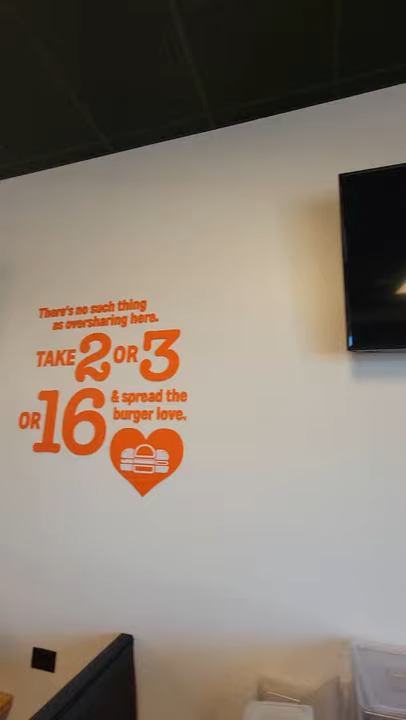 There's no such thing
as oversharing here.
TAKE 2 OR 3
OR 16 & spread the
burger love.